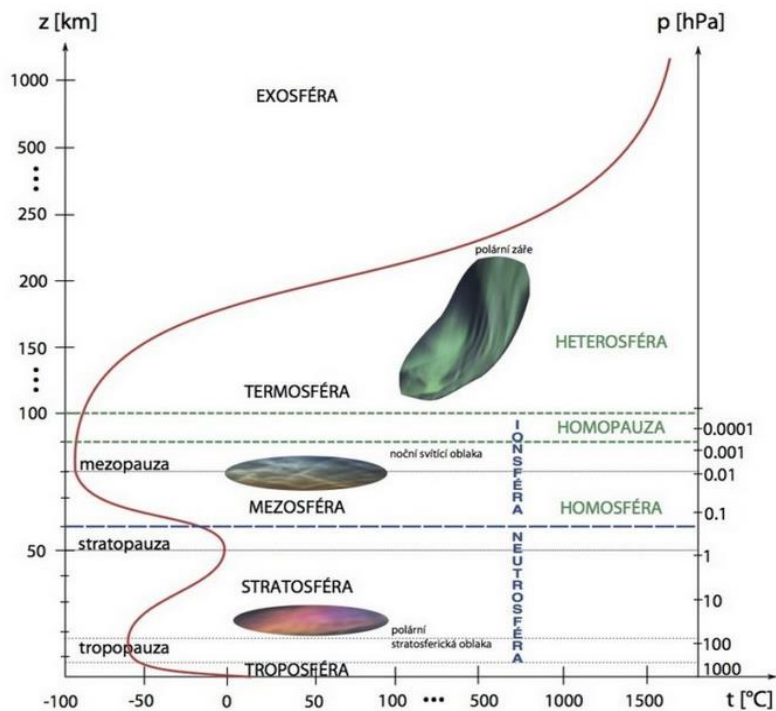 z [km]
p [hPa]
1000
EXOSFÉRA
500
250
polární záře
200
HETEROSFÉRA
150
TERMOSFÉRA
100
HOMOPAUZA
0.0001
0.001
mezopauza
noční svítící oblaka
0.01
IONSFÉRA
MEZOSFÉRA
HOMOSFÉRA
0.1
stratopauza
50
1
NEUTROSFÉRA
STRATOSFÉRA
10
polární
stratosferická oblaka
tropopauza
100
TROPOSFÉRA
1000
-100 -50 0 50 100 ••• 500 1000 1500 t [°C]